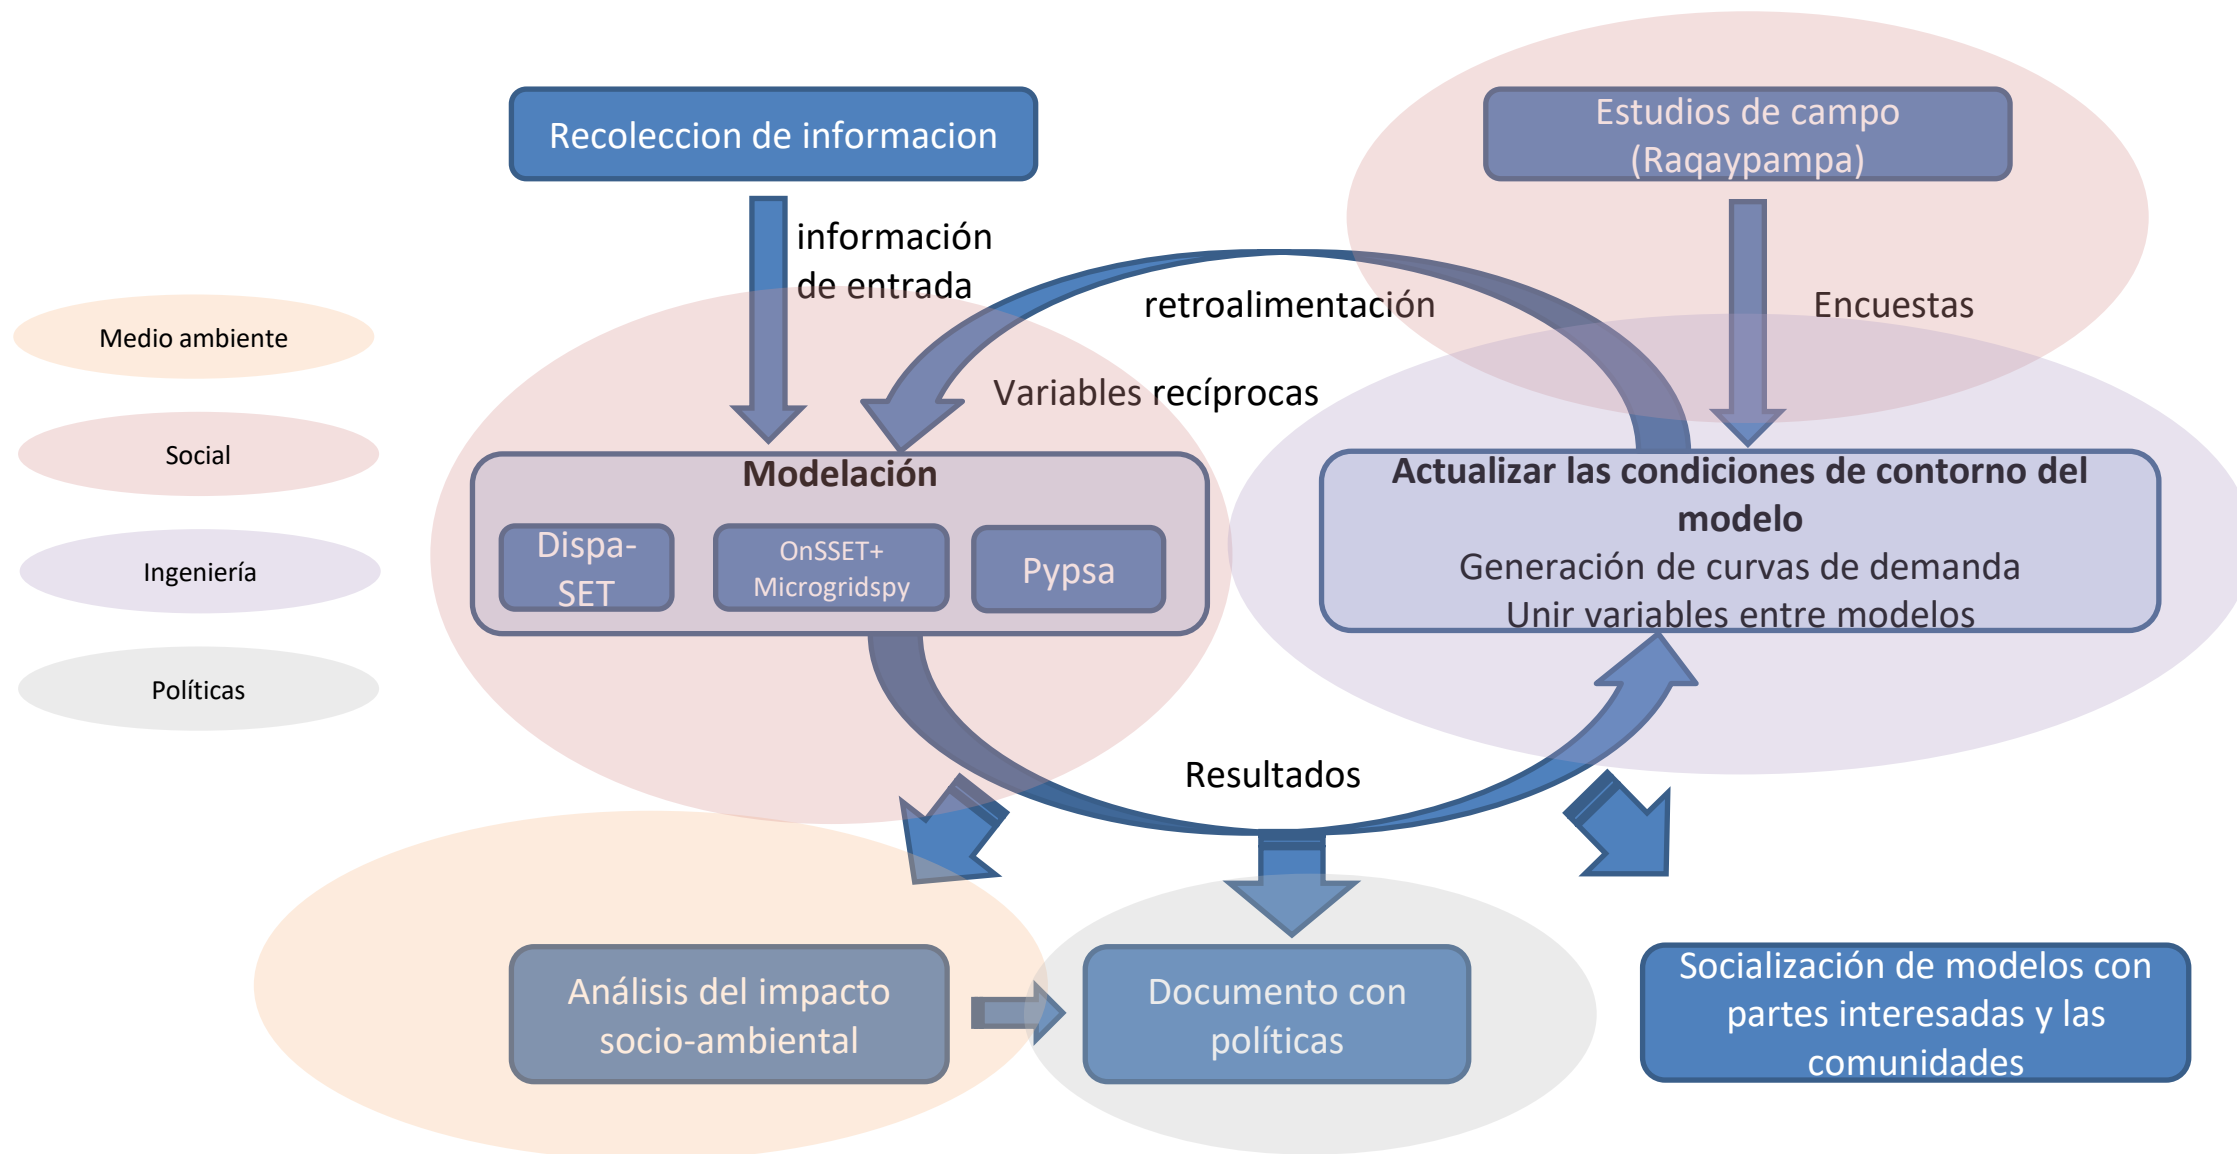 Recoleccion de informacion
Estudios de campo
(Raqaypampa)
información
de entrada
retroalimentación
Encuestas
Variables recíprocas
Medio ambiente
Social
Ingeniería
Políticas
Modelación
Dispa-
SET
OnSSET+
Microgridspy
Pypsa
Actualizar las condiciones de contorno del
modelo
Generación de curvas de demanda
Unir variables entre modelos
Resultados
Análisis del impacto
socio-ambiental
Documento con
políticas
Socialización de modelos con
partes interesadas y las
comunidades